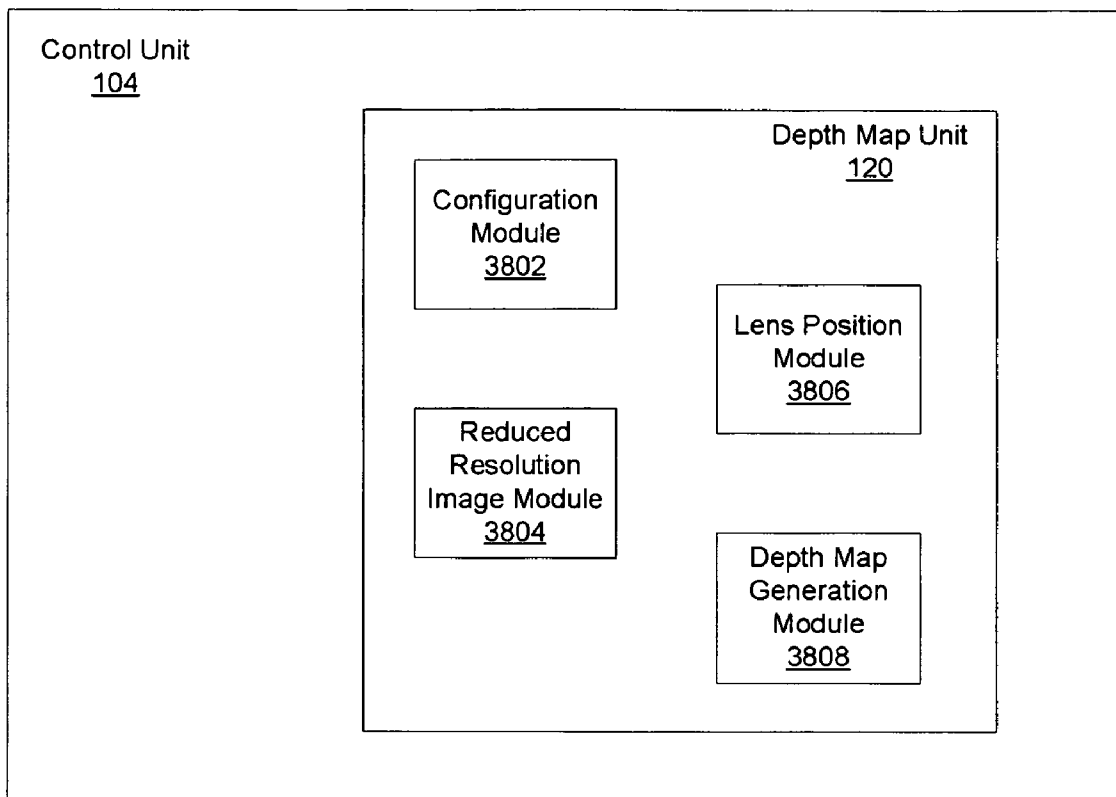 Control Unit
104
Depth Map Unit
120
Configuration
Module
3802
Lens Position
Module
3806
Reduced
Resolution
Image Module
3804
Depth Map
Generation
Module
3808